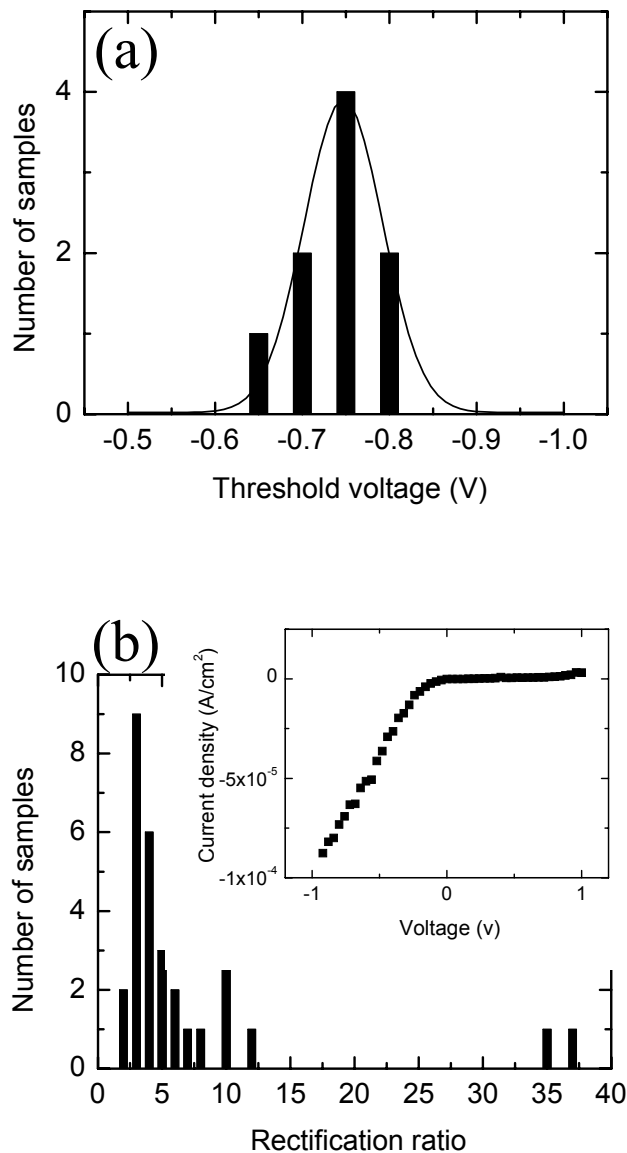 (a)
4
2
0
Number of samples
-0.5 -0.6 -0.7 -0.8 -0.9 -1.0
Threshold voltage (V)
(b)
10
8
6
4
2
0
Number of samples
0 5 10 15 20 25 30 35 40
Rectification ratio
0
-5x10⁻⁵
-1x10⁻⁴
Current density (A/cm²)
-1 0 1
Voltage (v)